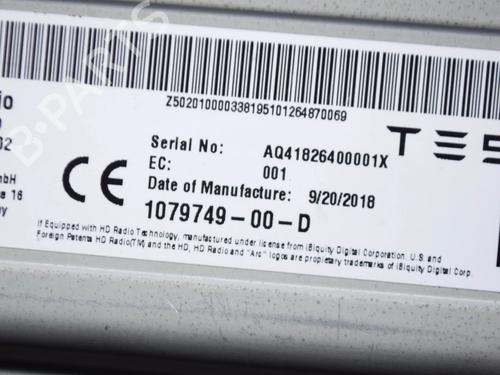 Z502010000338195101264870069
Serial No: AQ41826400001X
EC: 001
Date of Manufacture: 9/20/2018
1079749-00-D
CE
If Equipped with HD Radio Technology, manufactured under license from iBiquity Digital Corporation. U.S. and
Foreign Patents HD Radio(TM) and the HD, HD Radio and "Arc" logos are proprietary trademarks of iBiquity Digital Corp.
B-PARTS